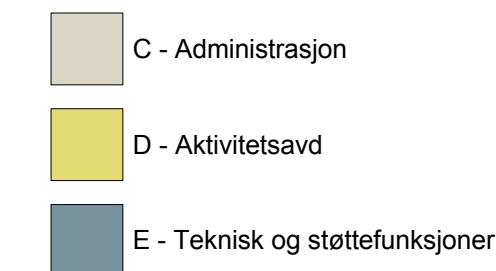 C - Administrasjon
D - Aktivitetsavd
E - Teknisk og støttefunksjoner